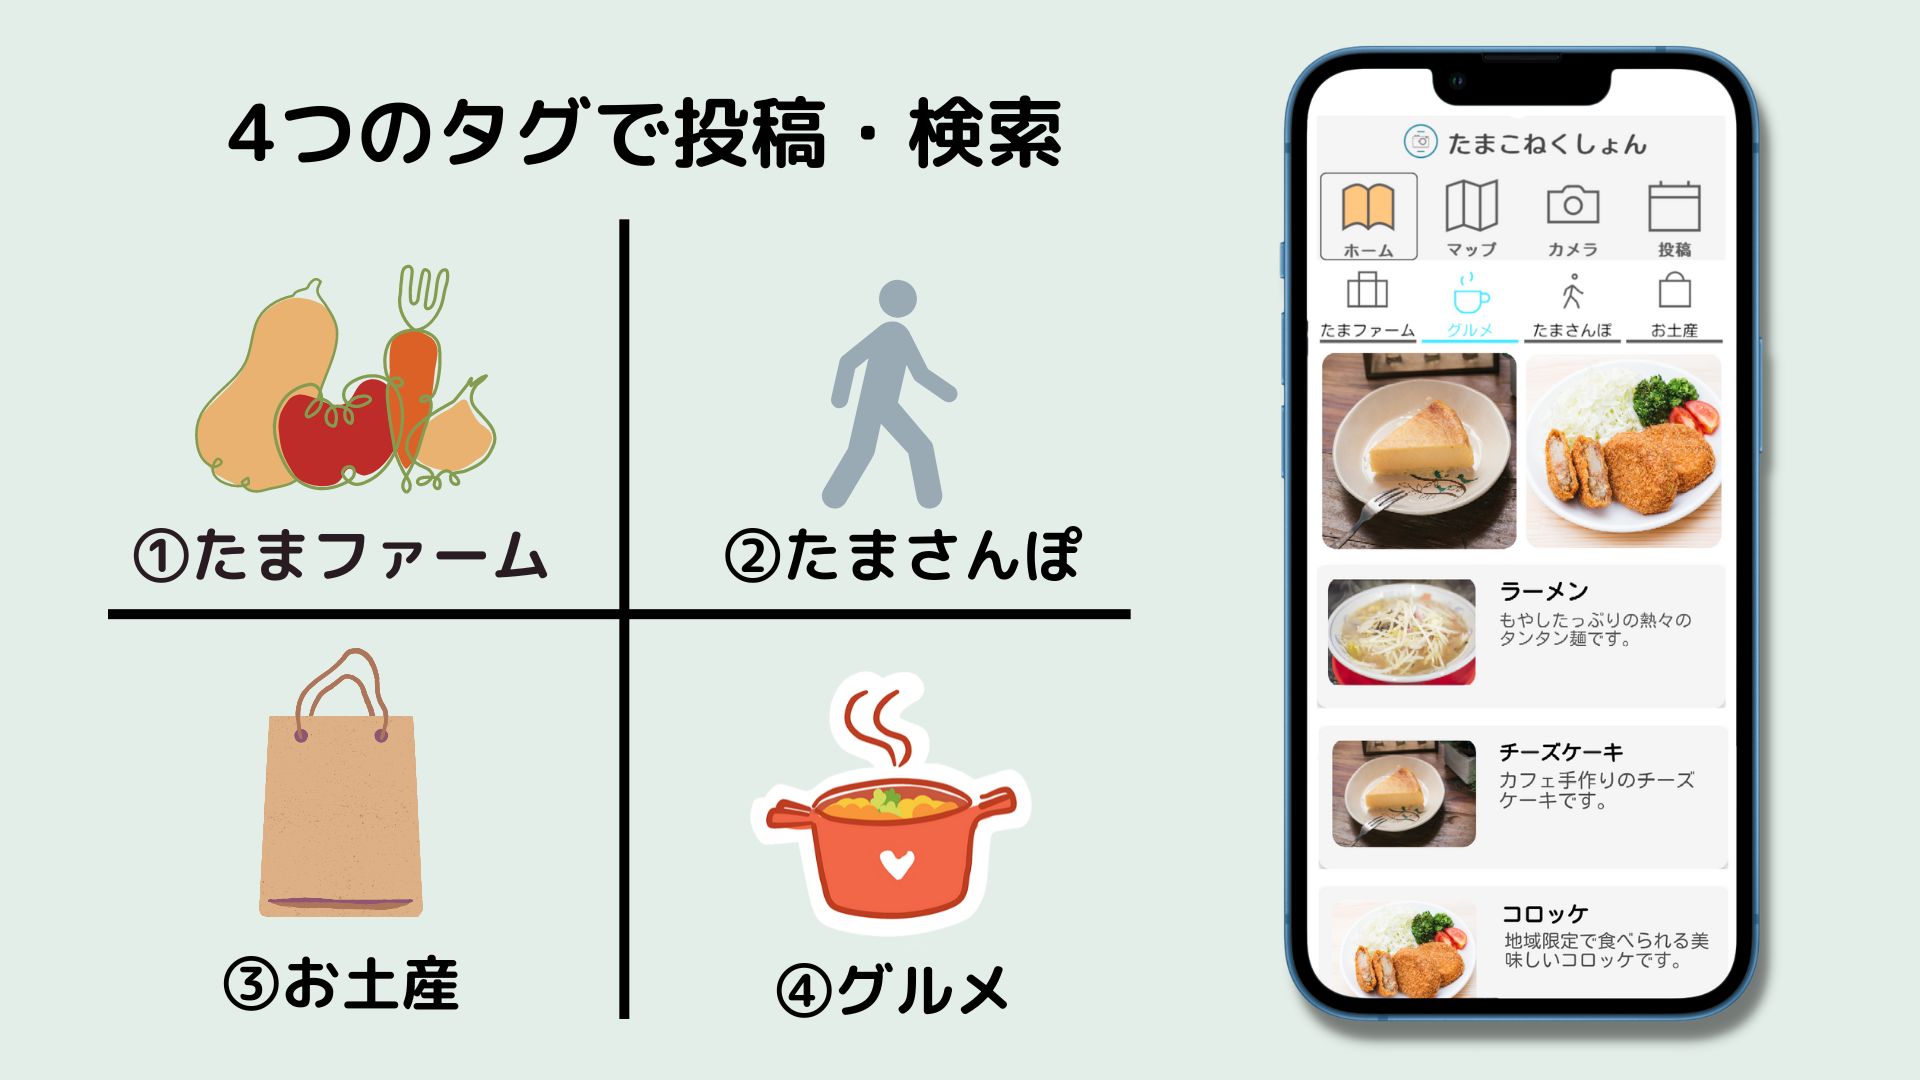 4つのタグで投稿・検索
①たまファーム
②たまさんぽ
③お土産
④グルメ
たまこねくしょん
ホーム
マップ
カメラ
投稿
たまファーム
グルメ
たまさんぽ
お土産
ラーメン
もやしたっぷりの熱々の
タンタン麺です。
チーズケーキ
カフェ手作りのチーズ
ケーキです。
コロッケ
地域限定で食べられる美
味しいコロッケです。